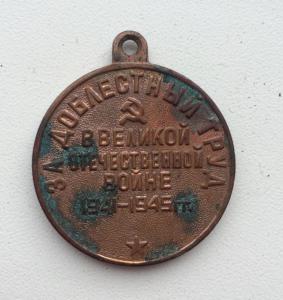 ЗА ДОБЛЕСТНЫЙ ТРУД
В ВЕЛИКОЙ
ОТЕЧЕСТВЕННОЙ
ВОЙНЕ
1941-1945 гг.